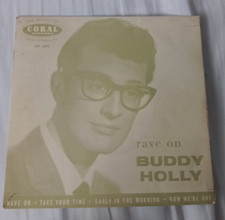 CORAL
rave on
BUDDY
HOLLY
RAVE ON • TAKE YOUR TIME • EARLY IN THE MORNING • NOW WE'RE ONE